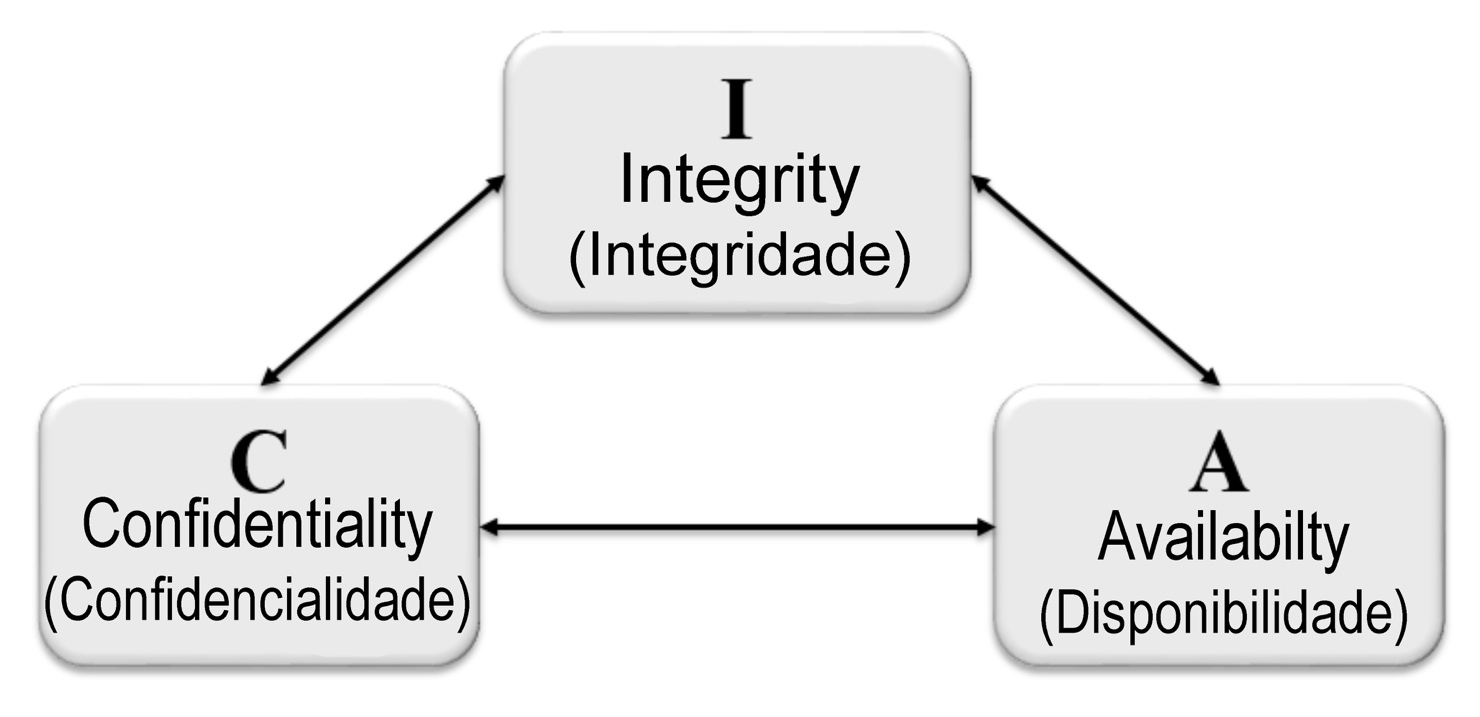 I
Integrity
(Integridade)
C
Confidentiality
(Confidencialidade)
A
Availabilty
(Disponibilidade)